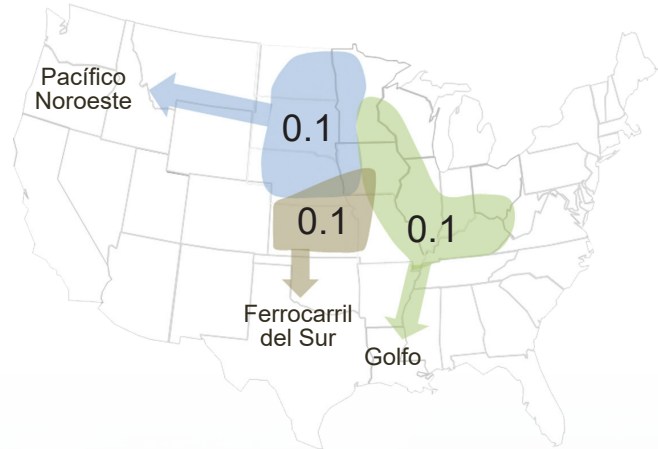 Pacífico
Noroeste
0.1
0.1
0.1
Ferrocarril
del Sur
Golfo